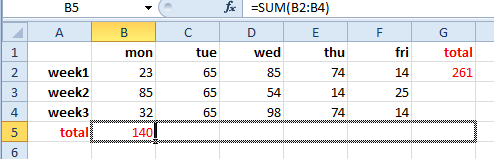 B5 fx =SUM(B2:B4)
A B C D E F G
1 mon tue wed thu fri total
2 week1 23 65 85 74 14 261
3 week2 85 65 54 14 25
4 week3 32 65 98 74 14
5 total 140
6